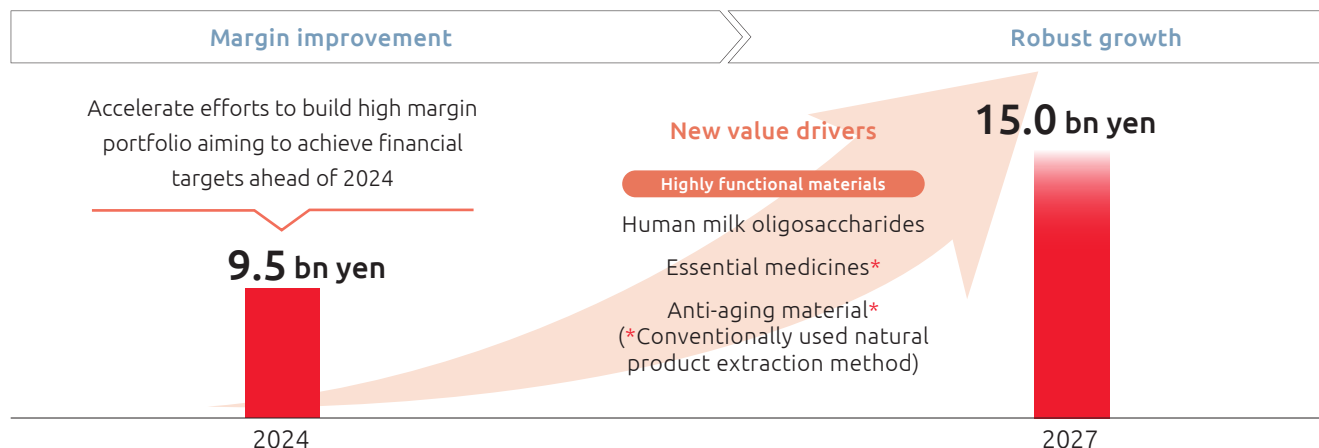 Margin improvement
Robust growth
Accelerate efforts to build high margin
portfolio aiming to achieve financial
targets ahead of 2024
9.5 bn yen
New value drivers
Highly functional materials
Human milk oligosaccharides
Essential medicines*
Anti-aging material*
(*Conventionally used natural
product extraction method)
15.0 bn yen
2024
2027